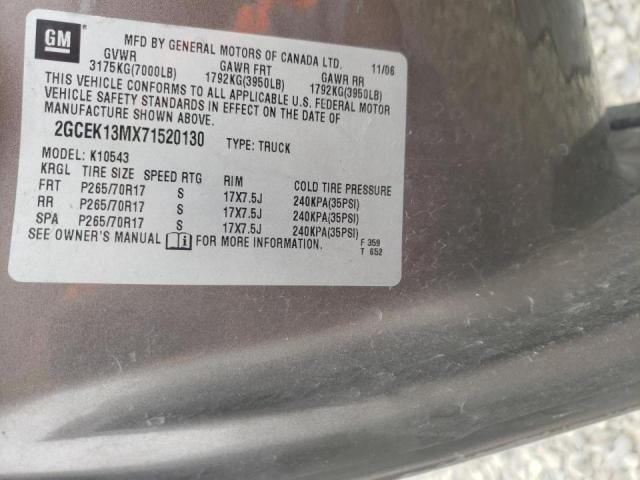 GM
MFD BY GENERAL MOTORS OF CANADA LTD.
11/06
GVWR GAWR FRT GAWR RR
3175KG(7000LB) 1792KG(3950LB) 1792KG(3950LB)
THIS VEHICLE CONFORMS TO ALL APPLICABLE U.S. FEDERAL MOTOR
VEHICLE SAFETY STANDARDS IN EFFECT ON THE DATE OF
MANUFACTURE SHOWN ABOVE.
2GCEK13MX71520130 TYPE: TRUCK
MODEL: K10543
KRGL TIRE SIZE SPEED RTG RIM COLD TIRE PRESSURE
FRT P265/70R17 S 17X7.5J 240KPA(35PSI)
RR P265/70R17 S 17X7.5J 240KPA(35PSI)
SPA P265/70R17 S 17X7.5J 240KPA(35PSI)
SEE OWNER'S MANUAL FOR MORE INFORMATION.
F 359
T 652